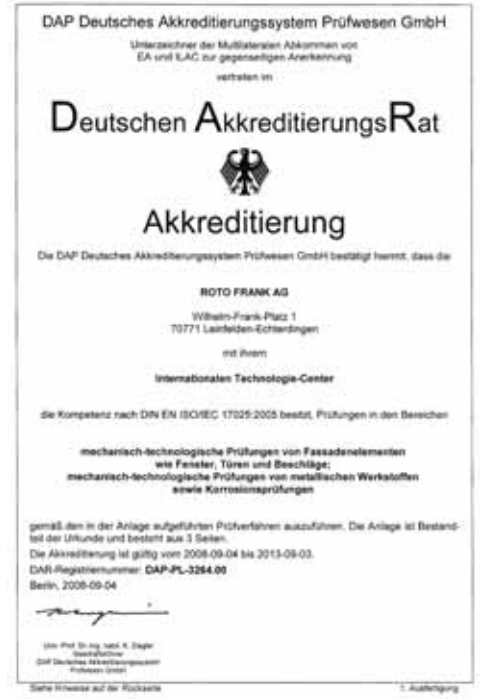 DAP Deutsches Akkreditierungssystem Prüfwesen GmbH
Unterzeichner der Multilateralen Abkommen von
EA und ILAC zur gegenseitigen Anerkennung
vertreten im
Deutschen AkkreditierungsRat
Akkreditierung
Die DAP Deutsches Akkreditierungssystem Prüfwesen GmbH bestätigt hiermit, dass die
ROTO FRANK AG
Wilhelm-Frank-Platz 1
70771 Leinfelden-Echterdingen
mit ihrem
Internationalen Technologie-Center
die Kompetenz nach DIN EN ISO/IEC 17025:2005 besitzt, Prüfungen in den Bereichen
mechanisch-technologische Prüfungen von Fassadenelementen
wie Fenster, Türen und Beschläge;
mechanisch-technologische Prüfungen von metallischen Werkstoffen
sowie Korrosionsprüfungen
gemäß den in der Anlage aufgeführten Prüfverfahren auszuführen. Die Anlage ist Bestand-
teil der Urkunde und besteht aus 3 Seiten.
Die Akkreditierung ist gültig vom 2008-09-04 bis 2013-09-03.
DAR-Registriernummer: DAP-PL-3264.00
Berlin, 2008-09-04
Geschäftsführer
DAP Deutsches Akkreditierungssystem
Prüfwesen GmbH
Siehe Hinweise auf der Rückseite
1. Ausfertigung